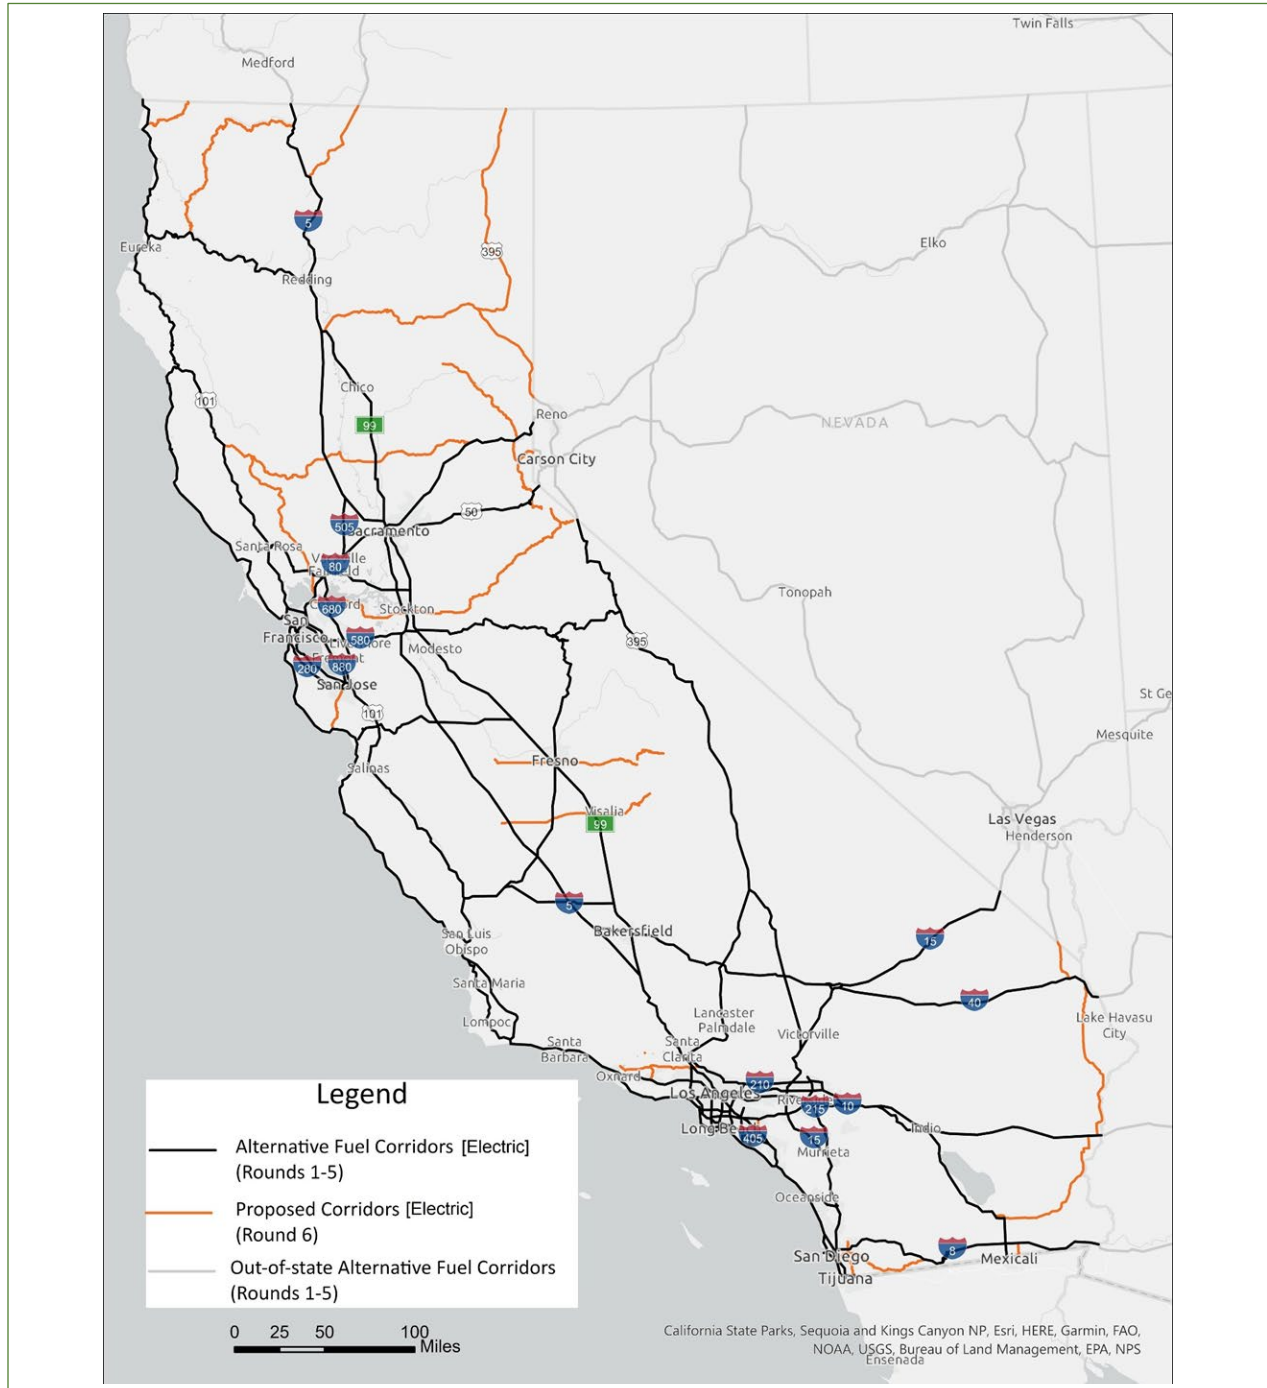 Twin Falls
Medford
5
Eureka
395
Elko
Redding
Chico
101
99
Reno
NEVADA
Carson City
50
505
Sacramento
Santa Rosa
80
Fairfield
Tonopah
680
Stockton
San
Francisco
580
Livermore
395
Modesto
280
Fremont
880
San Jose
St Ge
101
Mesquite
Salinas
Fresno
Visalia
99
Las Vegas
Henderson
5
Bakersfield
15
San Luis
Obispo
Santa Maria
40
Lompoc
Lancaster
Palmdale
Victorville
Lake Havasu
City
Santa
Barbara
Santa
Clarita
Oxnard
210
Los Angeles
215
10
Long Be
405
15
Indio
Murrieta
Oceanside
San Diego
8
Mexicali
Tijuana
Ensenada
Legend
Alternative Fuel Corridors [Electric]
(Rounds 1-5)
Proposed Corridors [Electric]
(Round 6)
Out-of-state Alternative Fuel Corridors
(Rounds 1-5)
0 25 50 100
Miles
California State Parks, Sequoia and Kings Canyon NP, Esri, HERE, Garmin, FAO,
NOAA, USGS, Bureau of Land Management, EPA, NPS